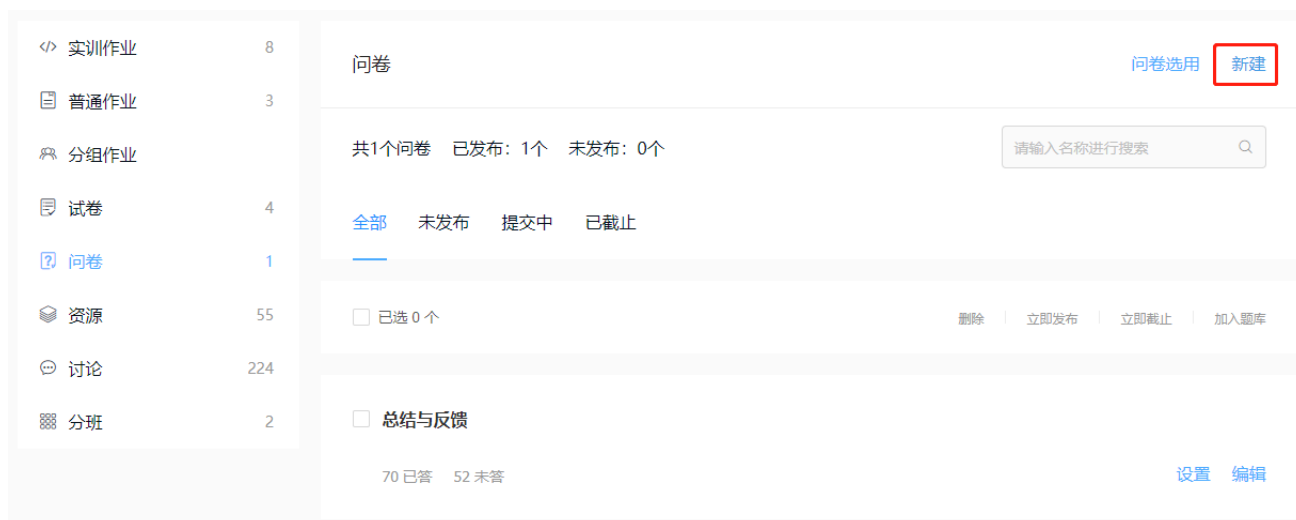 实训作业 8
普通作业 3
分组作业
试卷 4
问卷 1
资源 55
讨论 224
分班 2
问卷 问卷选用 新建
共1个问卷 已发布：1个 未发布：0个 请输入名称进行搜索
全部 未发布 提交中 已截止
已选 0 个 删除 立即发布 立即截止 加入题库
总结与反馈
70 已答 52 未答 设置 编辑